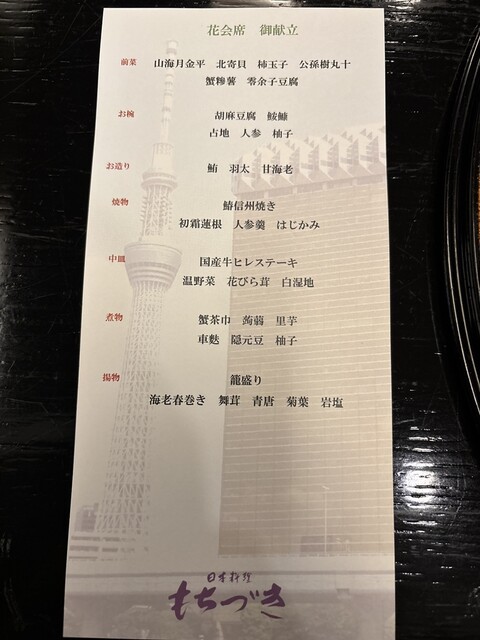 花会席　御献立
前菜　山海月金平　北寄貝　柿玉子　公孫樹丸十
蟹糝薯　零余子豆腐
お椀　胡麻豆腐　鮟鱇
占地　人参　柚子
お造り　鮪　羽太　甘海老
焼物　鰆信州焼き
初霜蓮根　人参羹　はじかみ
中皿　国産牛ヒレステーキ
温野菜　花びら茸　白湿地
煮物　蟹茶巾　蒟蒻　里芋
車麩　隠元豆　柚子
揚物　籠盛り
海老春巻き　舞茸　青唐　菊葉　岩塩
日本料理
もちづき